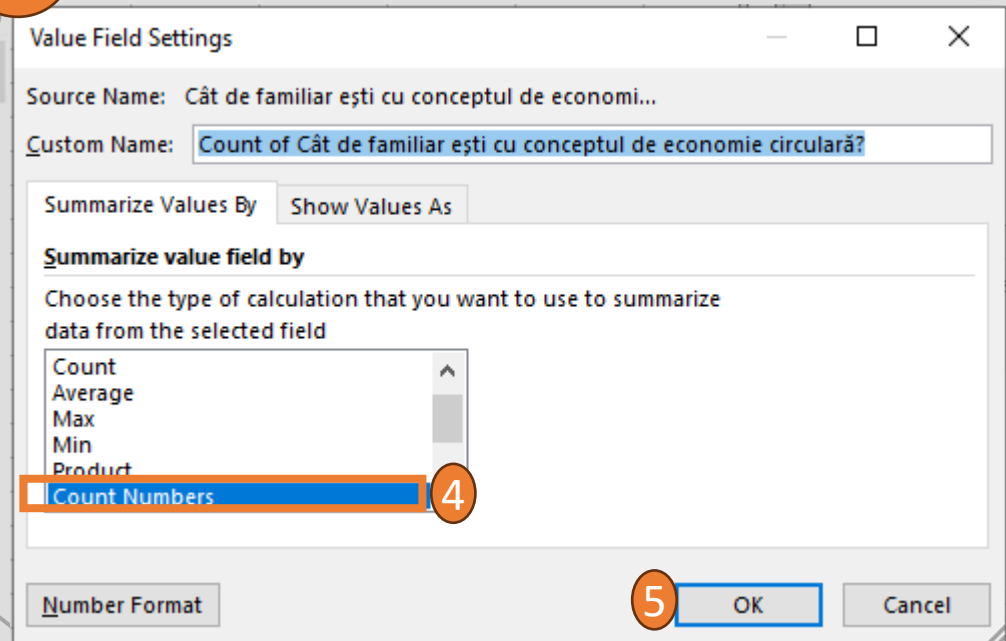 Value Field Settings
Source Name: Cât de familiar ești cu conceptul de economi...
Custom Name: Count of Cât de familiar ești cu conceptul de economie circulară?
Summarize Values By Show Values As
Summarize value field by
Choose the type of calculation that you want to use to summarize
data from the selected field
Count
Average
Max
Min
Product
Count Numbers 4
Number Format 5 OK Cancel